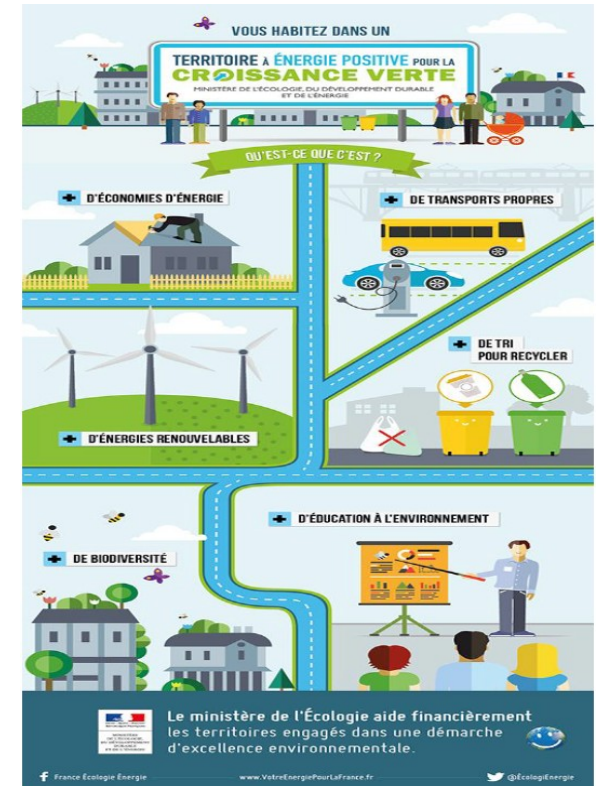 VOUS HABITEZ DANS UN
TERRITOIRE À ÉNERGIE POSITIVE POUR LA
CROISSANCE VERTE
MINISTÈRE DE L'ÉCOLOGIE, DU DÉVELOPPEMENT DURABLE
ET DE L'ÉNERGIE
QU'EST-CE QUE C'EST ?
+ D'ÉCONOMIES D'ÉNERGIE
+ DE TRANSPORTS PROPRES
+ DE TRI
POUR RECYCLER
+ D'ÉNERGIES RENOUVELABLES
+ D'ÉDUCATION À L'ENVIRONNEMENT
+ DE BIODIVERSITÉ
Le ministère de l'Écologie aide financièrement
les territoires engagés dans une démarche
d'excellence environnementale.
France Écologie Énergie
www.VotreEnergiePourLaFrance.fr
@ÉcologiEnergie